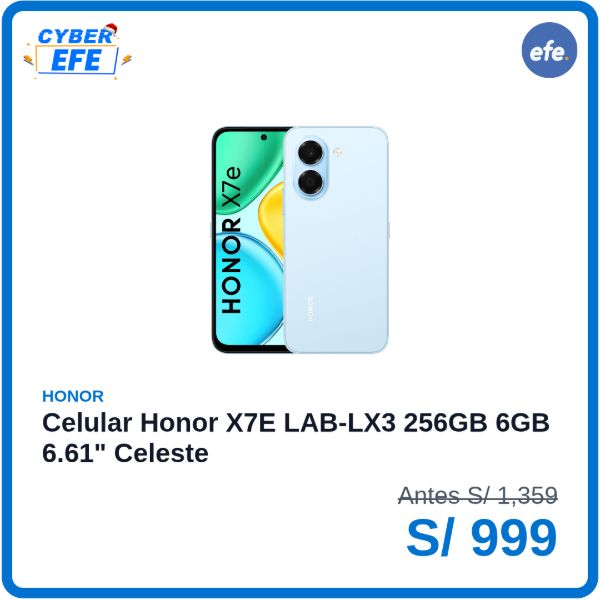 CYBER
EFE
efe.
HONOR X7e
HONOR
HONOR
Celular Honor X7E LAB-LX3 256GB 6GB
6.61" Celeste
Antes S/ 1,359
S/ 999